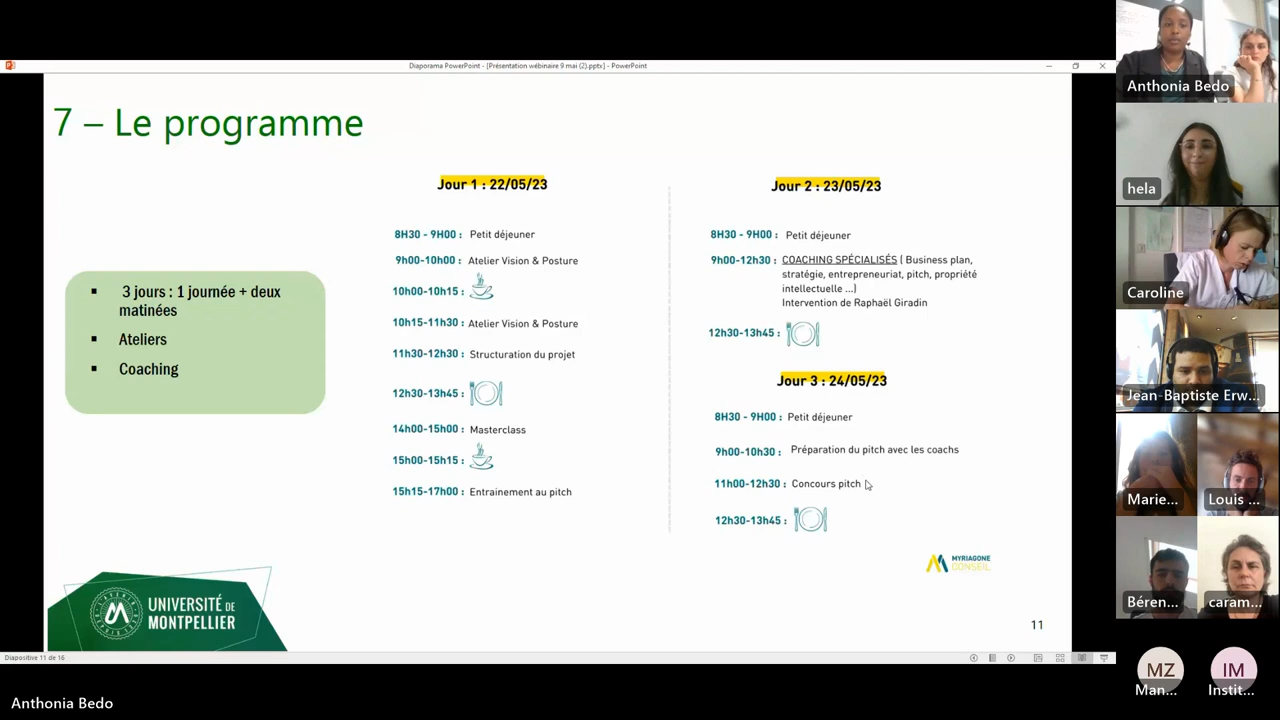 Diaporama PowerPoint - [Présentation wébinaire 9 mai (2).pptx] - PowerPoint
7 – Le programme
▪ 3 jours : 1 journée + deux
matinées
▪ Ateliers
▪ Coaching
Jour 1 : 22/05/23
8H30 - 9H00 : Petit déjeuner
9h00-10h00 : Atelier Vision & Posture
10h00-10h15 :
10h15-11h30 : Atelier Vision & Posture
11h30-12h30 : Structuration du projet
12h30-13h45 :
14h00-15h00 : Masterclass
15h00-15h15 :
15h15-17h00 : Entrainement au pitch
Jour 2 : 23/05/23
8H30 - 9H00 : Petit déjeuner
9h00-12h30 : COACHING SPÉCIALISÉS ( Business plan,
stratégie, entrepreneuriat, pitch, propriété
intellectuelle ...)
Intervention de Raphaël Giradin
12h30-13h45 :
Jour 3 : 24/05/23
8H30 - 9H00 : Petit déjeuner
9h00-10h30 : Préparation du pitch avec les coachs
11h00-12h30 : Concours pitch
12h30-13h45 :
MYRIAGONE
CONSEIL
UNIVERSITÉ DE
MONTPELLIER
11
Diapositive 11 de 16
Anthonia Bedo
Anthonia Bedo
hela
Caroline
Jean-Baptiste Erw...
Marie... Louis ...
Béren... caram...
MZ IM
Man... Instit...